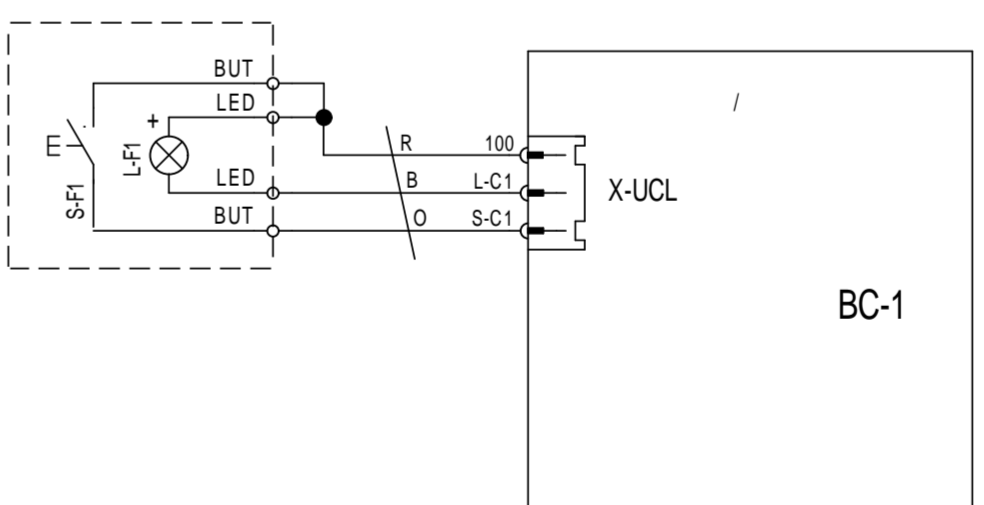 BUT
LED
+
L-F1
S-F1
LED
BUT
R
100
B
L-C1
O
S-C1
X-UCL
/
BC-1